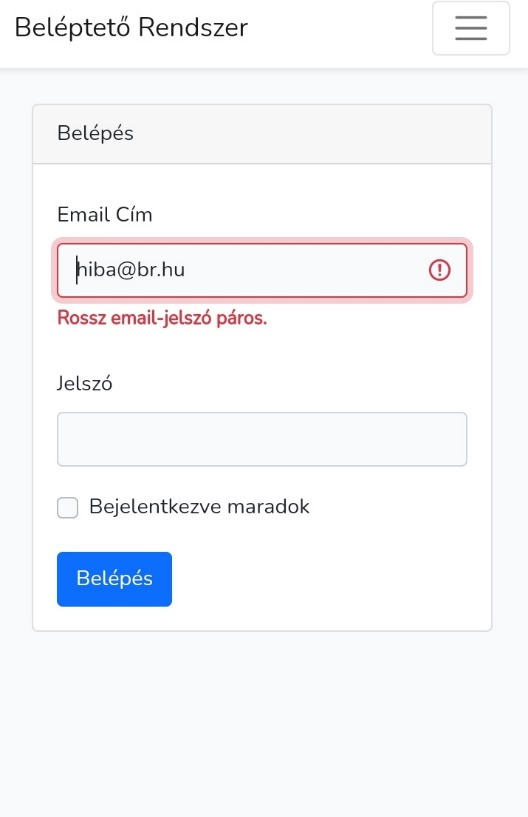 Beléptető Rendszer
Belépés
Email Cím
hiba@br.hu
Rossz email-jelszó páros.
Jelszó
Bejelentkezve maradok
Belépés